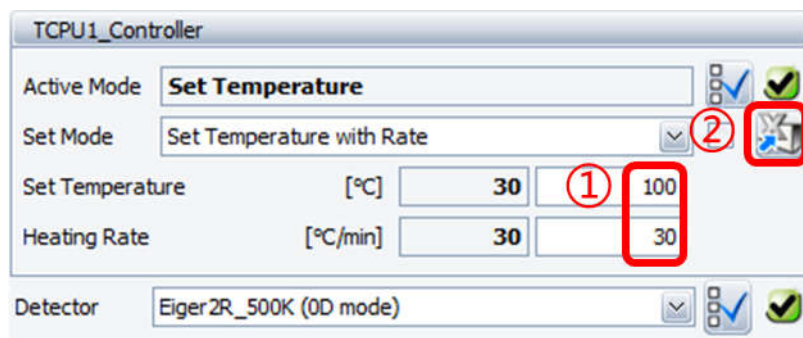 TCPU1_Controller
Active Mode Set Temperature
Set Mode Set Temperature with Rate ②
Set Temperature [°C] 30 ① 100
Heating Rate [°C/min] 30 30
Detector Eiger2R_500K (0D mode)